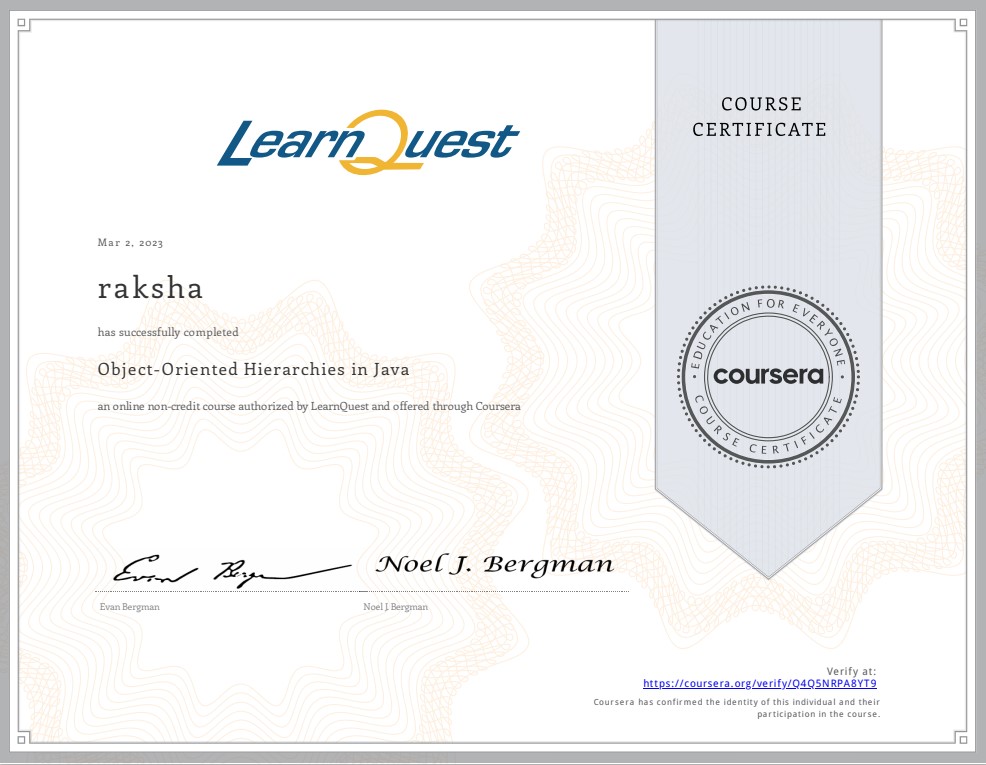 LearnQuest
COURSE
CERTIFICATE
Mar 2, 2023
raksha
has successfully completed
Object-Oriented Hierarchies in Java
an online non-credit course authorized by LearnQuest and offered through Coursera
EDUCATION FOR EVERYONE
coursera
COURSE CERTIFICATE
Evan Bergman
Noel J. Bergman
Evan Bergman
Noel J. Bergman
Verify at:
https://coursera.org/verify/Q4Q5NRPA8YT9
Coursera has confirmed the identity of this individual and their
participation in the course.